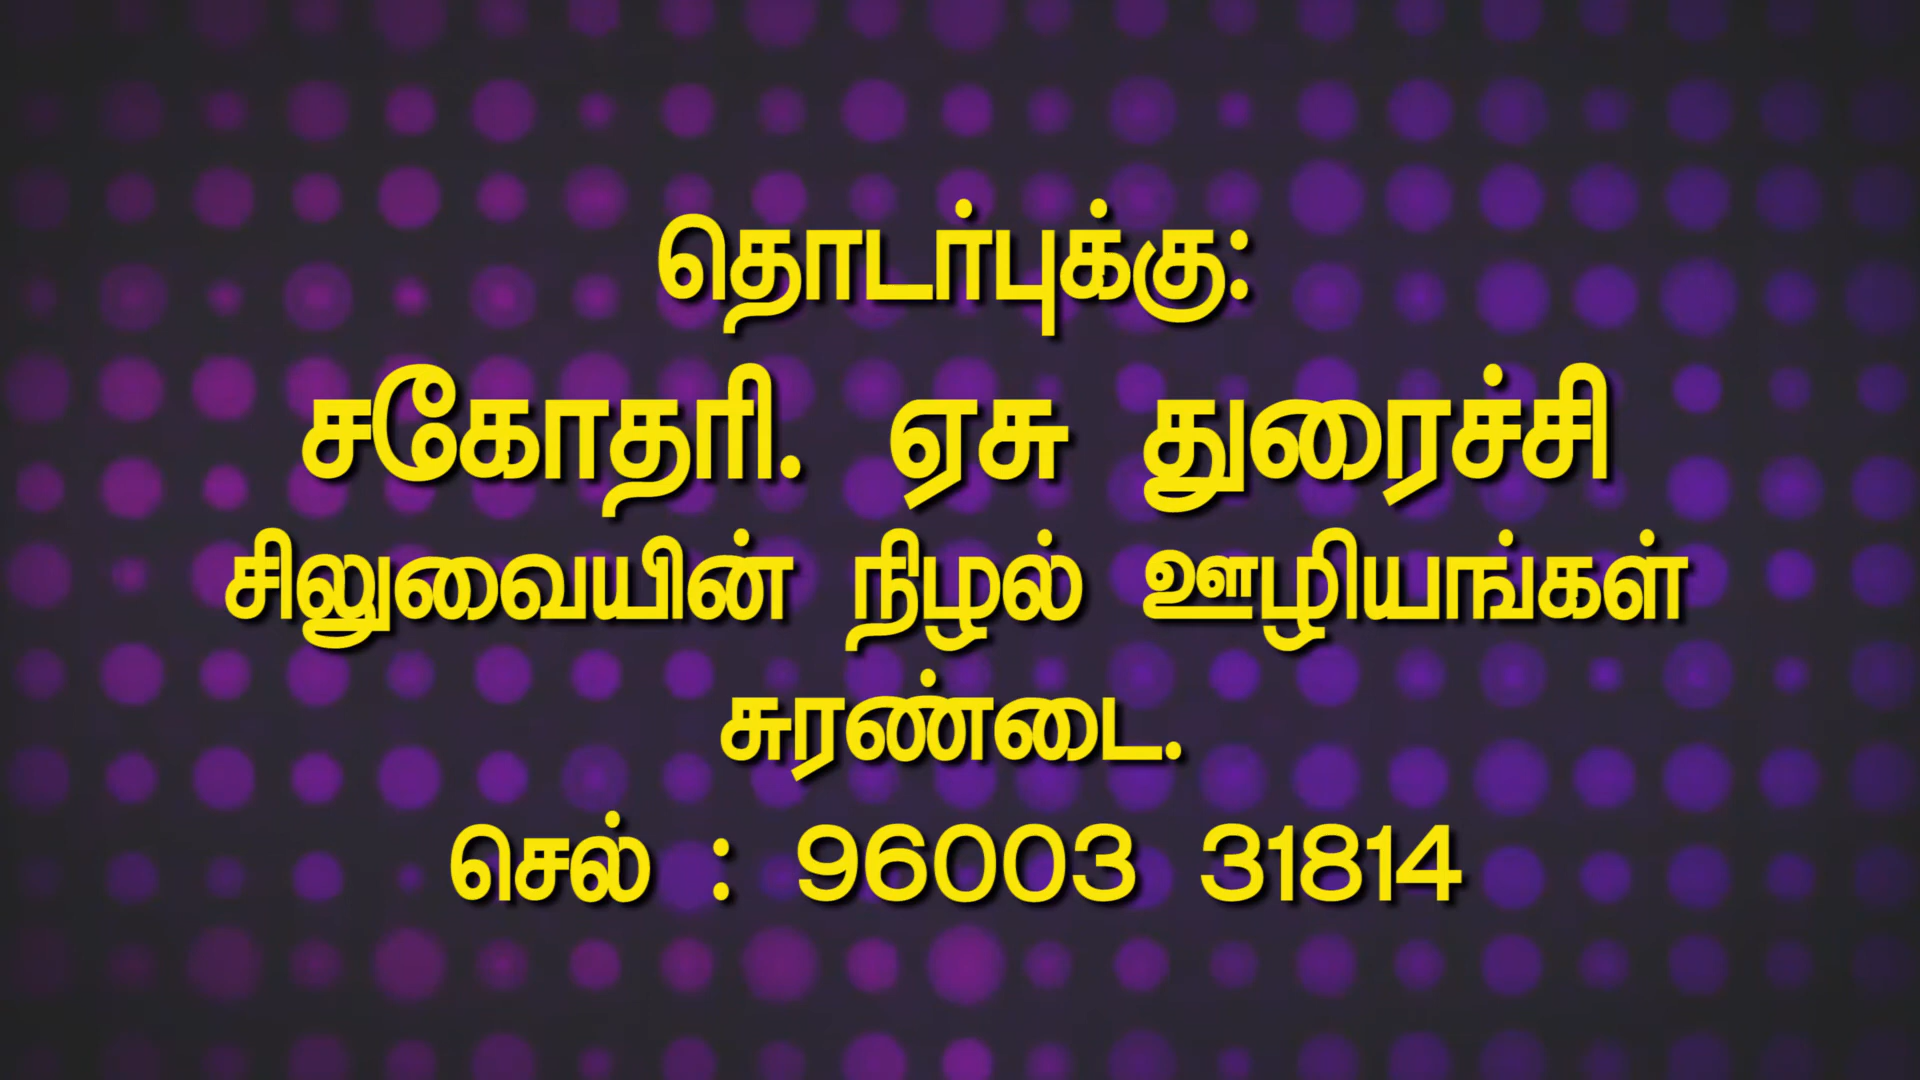 தொடர்புக்கு:
சகோதரி. ஏசு துரைச்சி
சிலுவையின் நிழல் ஊழியங்கள்
சுரண்டை.
செல் : 96003 31814